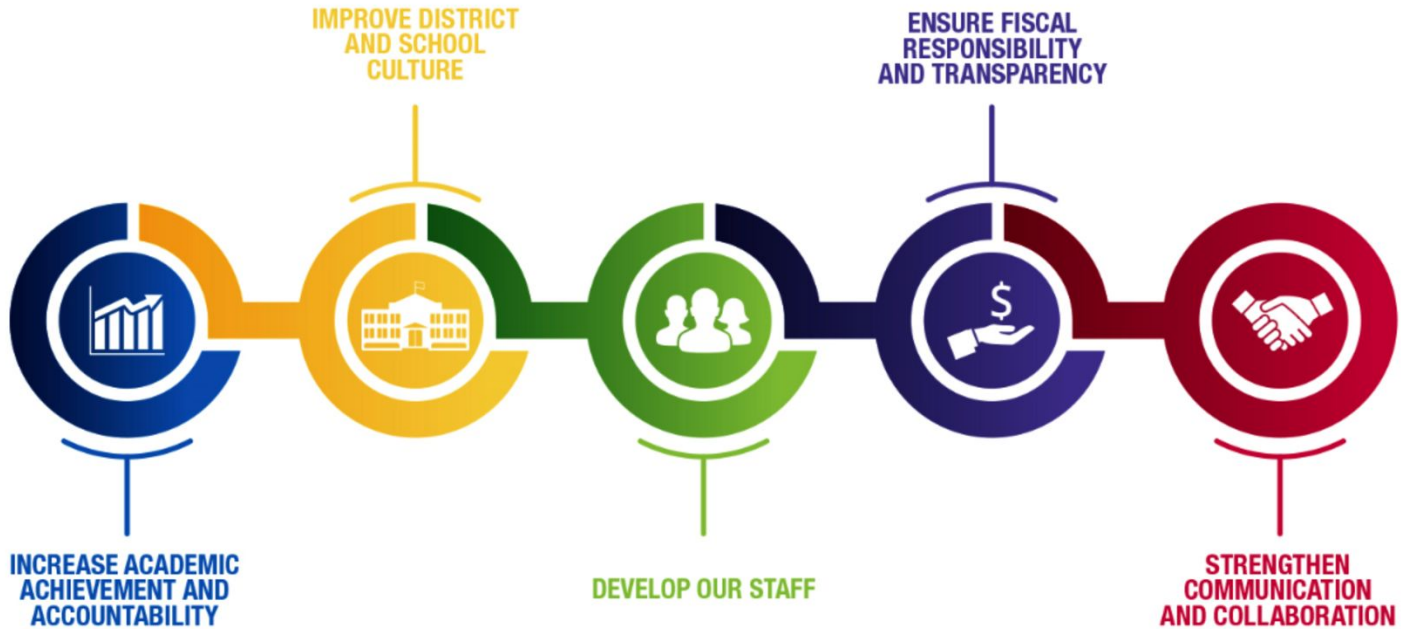 IMPROVE DISTRICT
AND SCHOOL
CULTURE
ENSURE FISCAL
RESPONSIBILITY
AND TRANSPARENCY
$
INCREASE ACADEMIC
ACHIEVEMENT AND
ACCOUNTABILITY
DEVELOP OUR STAFF
STRENGTHEN
COMMUNICATION
AND COLLABORATION